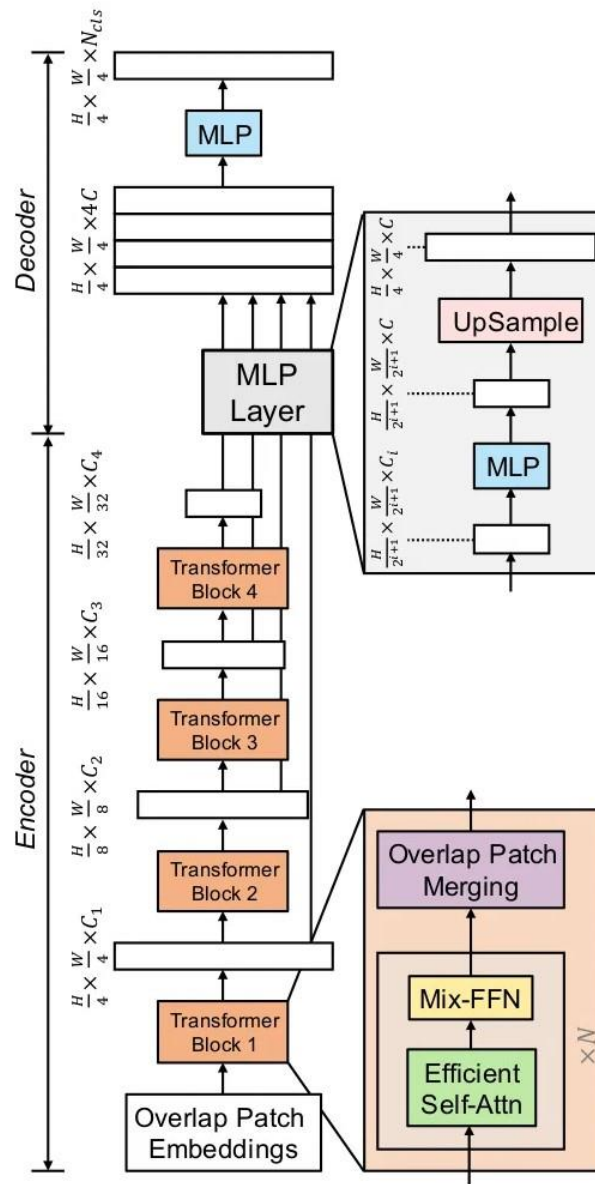 H/4 × W/4 × N_cls
MLP
Decoder
H/4 × W/4 × 4C
MLP
Layer
H/4 × W/4 × C
UpSample
H/2^{i+1} × W/2^{i+1} × C
MLP
H/2^{i+1} × W/2^{i+1} × C_i
H/32 × W/32 × C_4
Transformer
Block 4
H/16 × W/16 × C_3
Transformer
Block 3
Encoder
H/8 × W/8 × C_2
Transformer
Block 2
H/4 × W/4 × C_1
Transformer
Block 1
Overlap Patch
Embeddings
Overlap Patch
Merging
Mix-FFN
Efficient
Self-Attn
×N